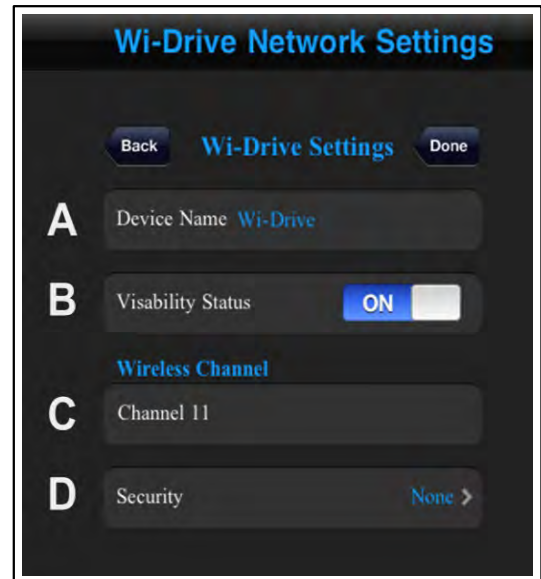 Wi-Drive Network Settings
Back Wi-Drive Settings Done
A Device Name Wi-Drive
B Visability Status ON
Wireless Channel
C Channel 11
D Security None